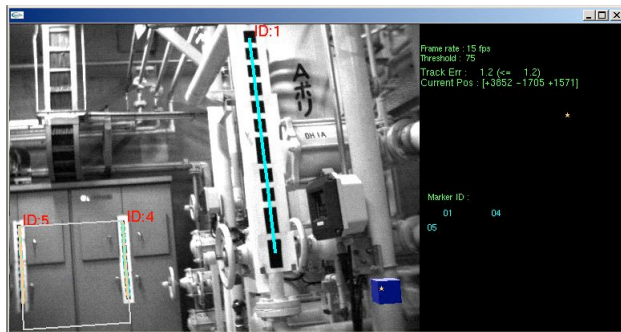 ID:1
Aポリ
OH1A
ID:5
ID:4
Frame rate : 15 fps
Threshold : 75
Track Err : 1.2 (<= 1.2)
Current Pos : [+3852 -1705 +1571]
Marker ID :
01 04
05